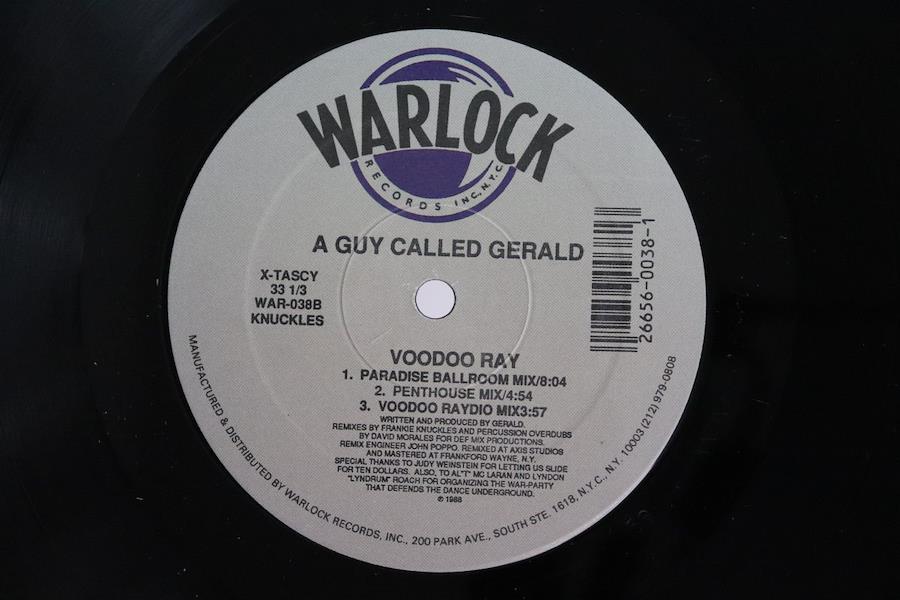 WARLOCK
RECORDS INC., N.Y.C.
A GUY CALLED GERALD
X-TASCY
33 1/3
WAR-038B
KNUCKLES
26656-0038-1
VOODOO RAY
1. PARADISE BALLROOM MIX/8:04
2. PENTHOUSE MIX/4:54
3. VOODOO RAYDIO MIX3:57
WRITTEN AND PRODUCED BY GERALD.
REMIXES BY FRANKIE KNUCKLES AND PERCUSSION OVERDUBS
BY DAVID MORALES FOR DEF MIX PRODUCTIONS.
REMIX ENGINEER JOHN POPPO. REMIXED AT AXIS STUDIOS
AND MASTERED AT FRANKFORD WAYNE, N.Y.
SPECIAL THANKS TO JUDY WEINSTEIN FOR LETTING US SLIDE
FOR TEN DOLLARS. ALSO, TO AL"T" MC LARAN AND LYNDON
"LYNDRUM" ROACH FOR ORGANIZING THE WAR-PARTY
THAT DEFENDS THE DANCE UNDERGROUND.
℗ 1988
MANUFACTURED & DISTRIBUTED BY WARLOCK RECORDS, INC., 200 PARK AVE., SOUTH STE. 1618, N.Y.C., N.Y. 10003 (212) 979-0808